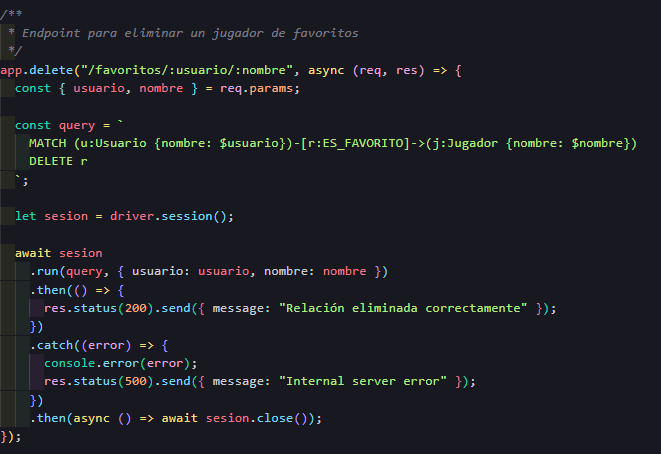 /**
 * Endpoint para eliminar un jugador de favoritos
 */
app.delete("/favoritos/:usuario/:nombre", async (req, res) => {
  const { usuario, nombre } = req.params;

  const query = `
    MATCH (u:Usuario {nombre: $usuario})-[r:ES_FAVORITO]->(j:Jugador {nombre: $nombre})
    DELETE r
  `;

  let sesion = driver.session();

  await sesion
    .run(query, { usuario: usuario, nombre: nombre })
    .then(() => {
      res.status(200).send({ message: "Relación eliminada correctamente" });
    })
    .catch((error) => {
      console.error(error);
      res.status(500).send({ message: "Internal server error" });
    })
    .then(async () => await sesion.close());
});